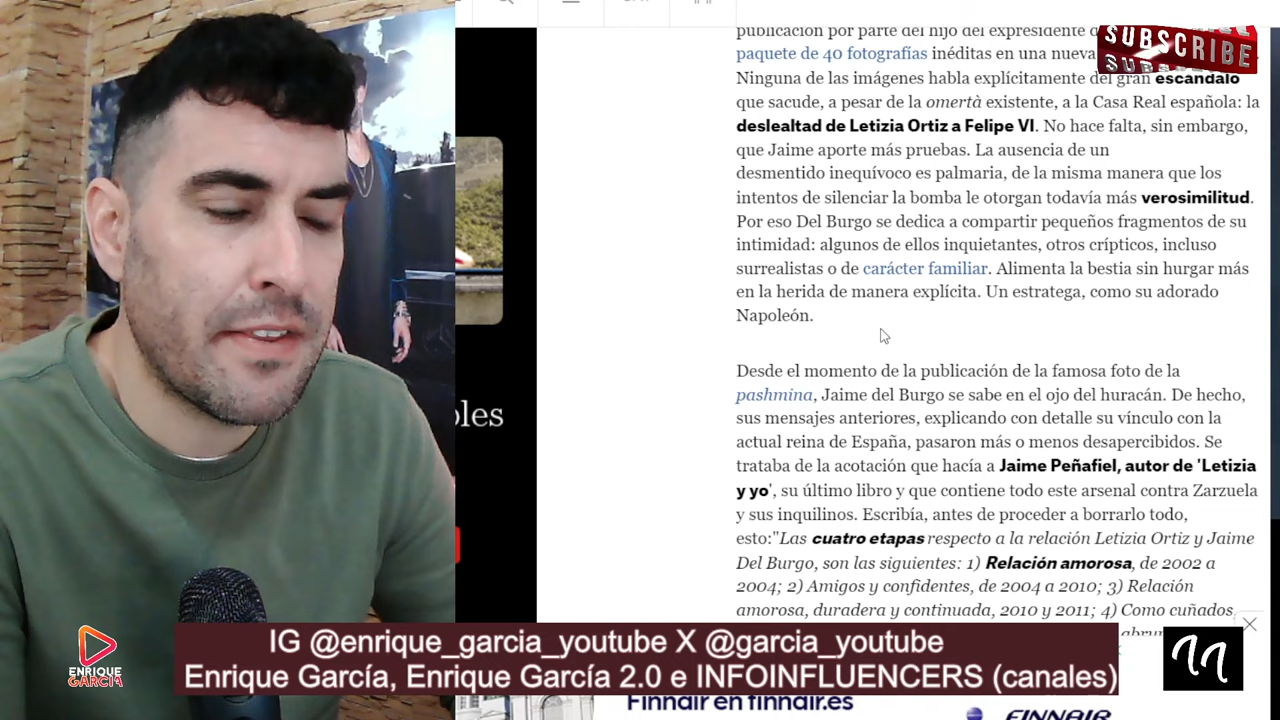 publicación por parte del hijo del expresidente
SUBSCRIBE
paquete de 40 fotografías inéditas en una nueva
Ninguna de las imágenes habla explícitamente del gran escándalo
que sacude, a pesar de la omertà existente, a la Casa Real española: la
deslealtad de Letizia Ortiz a Felipe VI. No hace falta, sin embargo,
que Jaime aporte más pruebas. La ausencia de un
desmentido inequívoco es palmaria, de la misma manera que los
intentos de silenciar la bomba le otorgan todavía más verosimilitud.
Por eso Del Burgo se dedica a compartir pequeños fragmentos de su
intimidad: algunos de ellos inquietantes, otros crípticos, incluso
surrealistas o de carácter familiar. Alimenta la bestia sin hurgar más
en la herida de manera explícita. Un estratega, como su adorado
Napoleón.
Desde el momento de la publicación de la famosa foto de la
pashmina, Jaime del Burgo se sabe en el ojo del huracán. De hecho,
sus mensajes anteriores, explicando con detalle su vínculo con la
actual reina de España, pasaron más o menos desapercibidos. Se
trataba de la acotación que hacía a Jaime Peñafiel, autor de 'Letizia
y yo', su último libro y que contiene todo este arsenal contra Zarzuela
y sus inquilinos. Escribía, antes de proceder a borrarlo todo,
esto:"Las cuatro etapas respecto a la relación Letizia Ortiz y Jaime
Del Burgo, son las siguientes: 1) Relación amorosa, de 2002 a
2004; 2) Amigos y confidentes, de 2004 a 2010; 3) Relación
amorosa, duradera y continuada, 2010 y 2011; 4) Como cuñados,
IG @enrique_garcia_youtube X @garcia_youtube
Enrique García, Enrique García 2.0 e INFOINFLUENCERS (canales)
ENRIQUE
GARCÍA
Finnair en finnair.es
FINNAIR